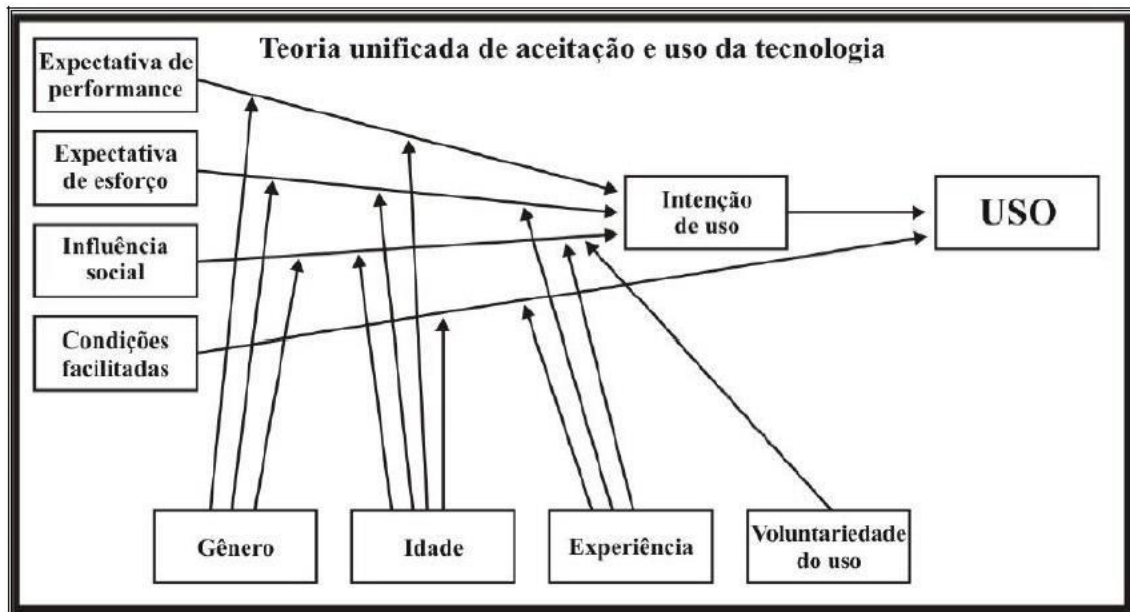 Teoria unificada de aceitação e uso da tecnologia
Expectativa de
performance
Expectativa
de esforço
Influência
social
Condições
facilitadas
Intenção
de uso
USO
Gênero
Idade
Experiência
Voluntariedade
do uso